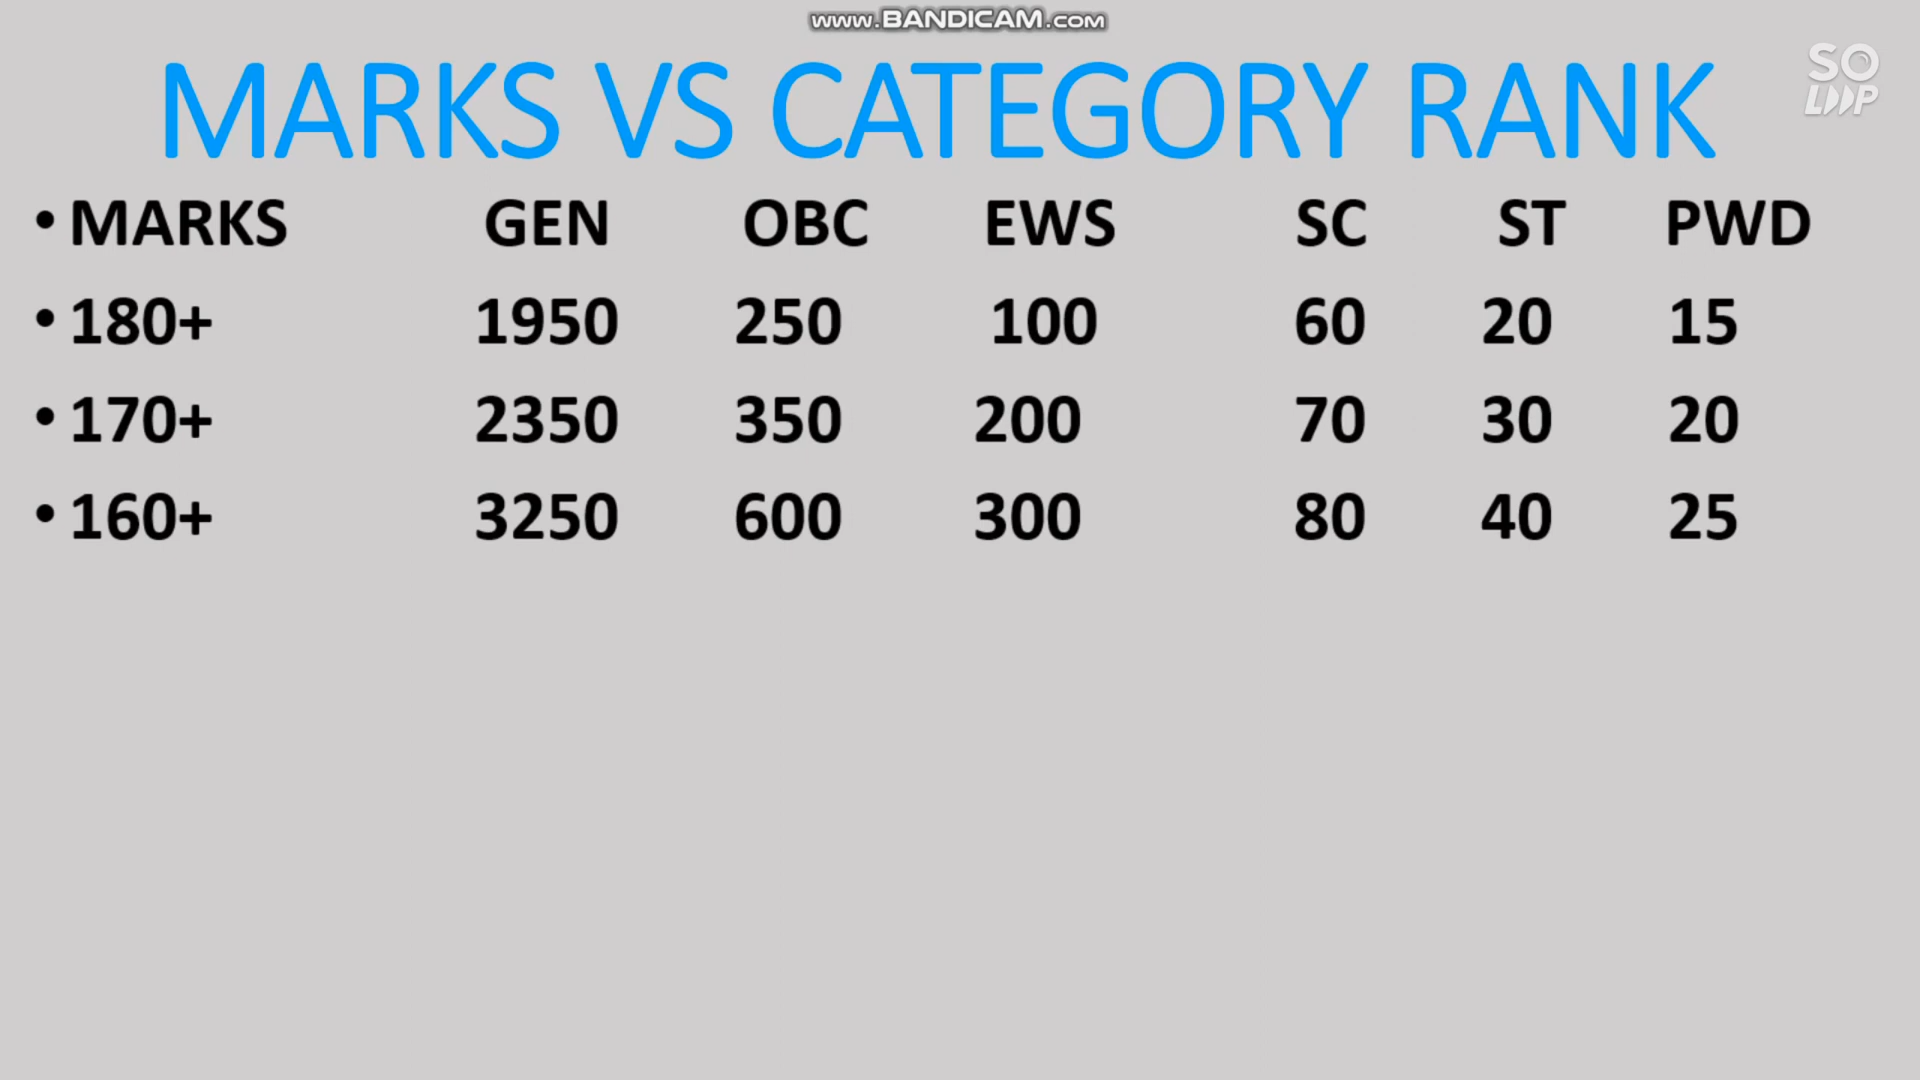 www.BANDICAM.com
SO
LOOP
MARKS VS CATEGORY RANK
• MARKS GEN OBC EWS SC ST PWD
• 180+ 1950 250 100 60 20 15
• 170+ 2350 350 200 70 30 20
• 160+ 3250 600 300 80 40 25